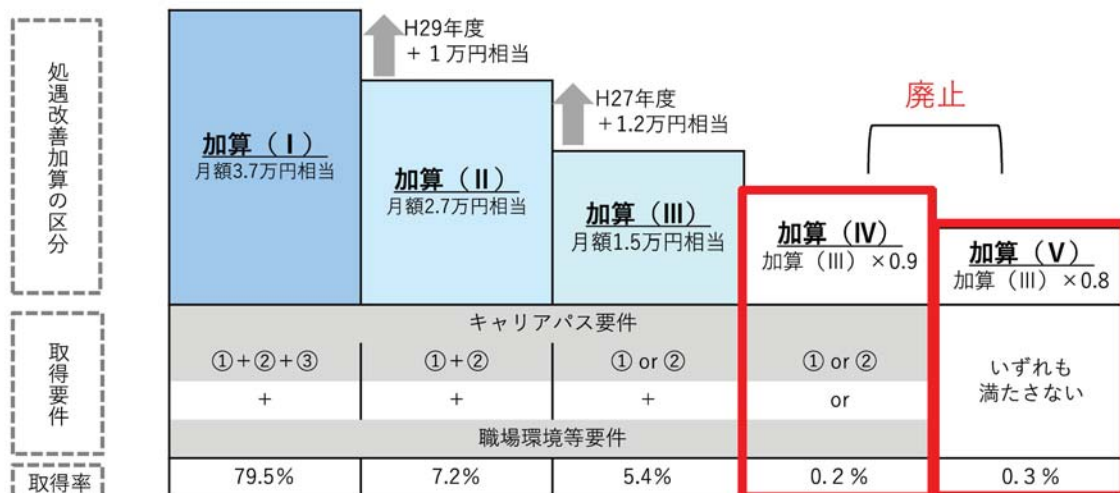 処遇改善加算の区分
加算（Ⅰ）
月額3.7万円相当
H29年度
+ 1 万円相当
加算（Ⅱ）
月額2.7万円相当
H27年度
+1.2万円相当
加算（Ⅲ）
月額1.5万円相当
廃止
加算（Ⅳ）
加算（Ⅲ）×0.9
加算（Ⅴ）
加算（Ⅲ）×0.8
取得要件
キャリアパス要件
①+②+③
①+②
① or ②
① or ②
+
+
+
or
職場環境等要件
いずれも
満たさない
取得率
79.5%
7.2%
5.4%
0.2 %
0.3 %